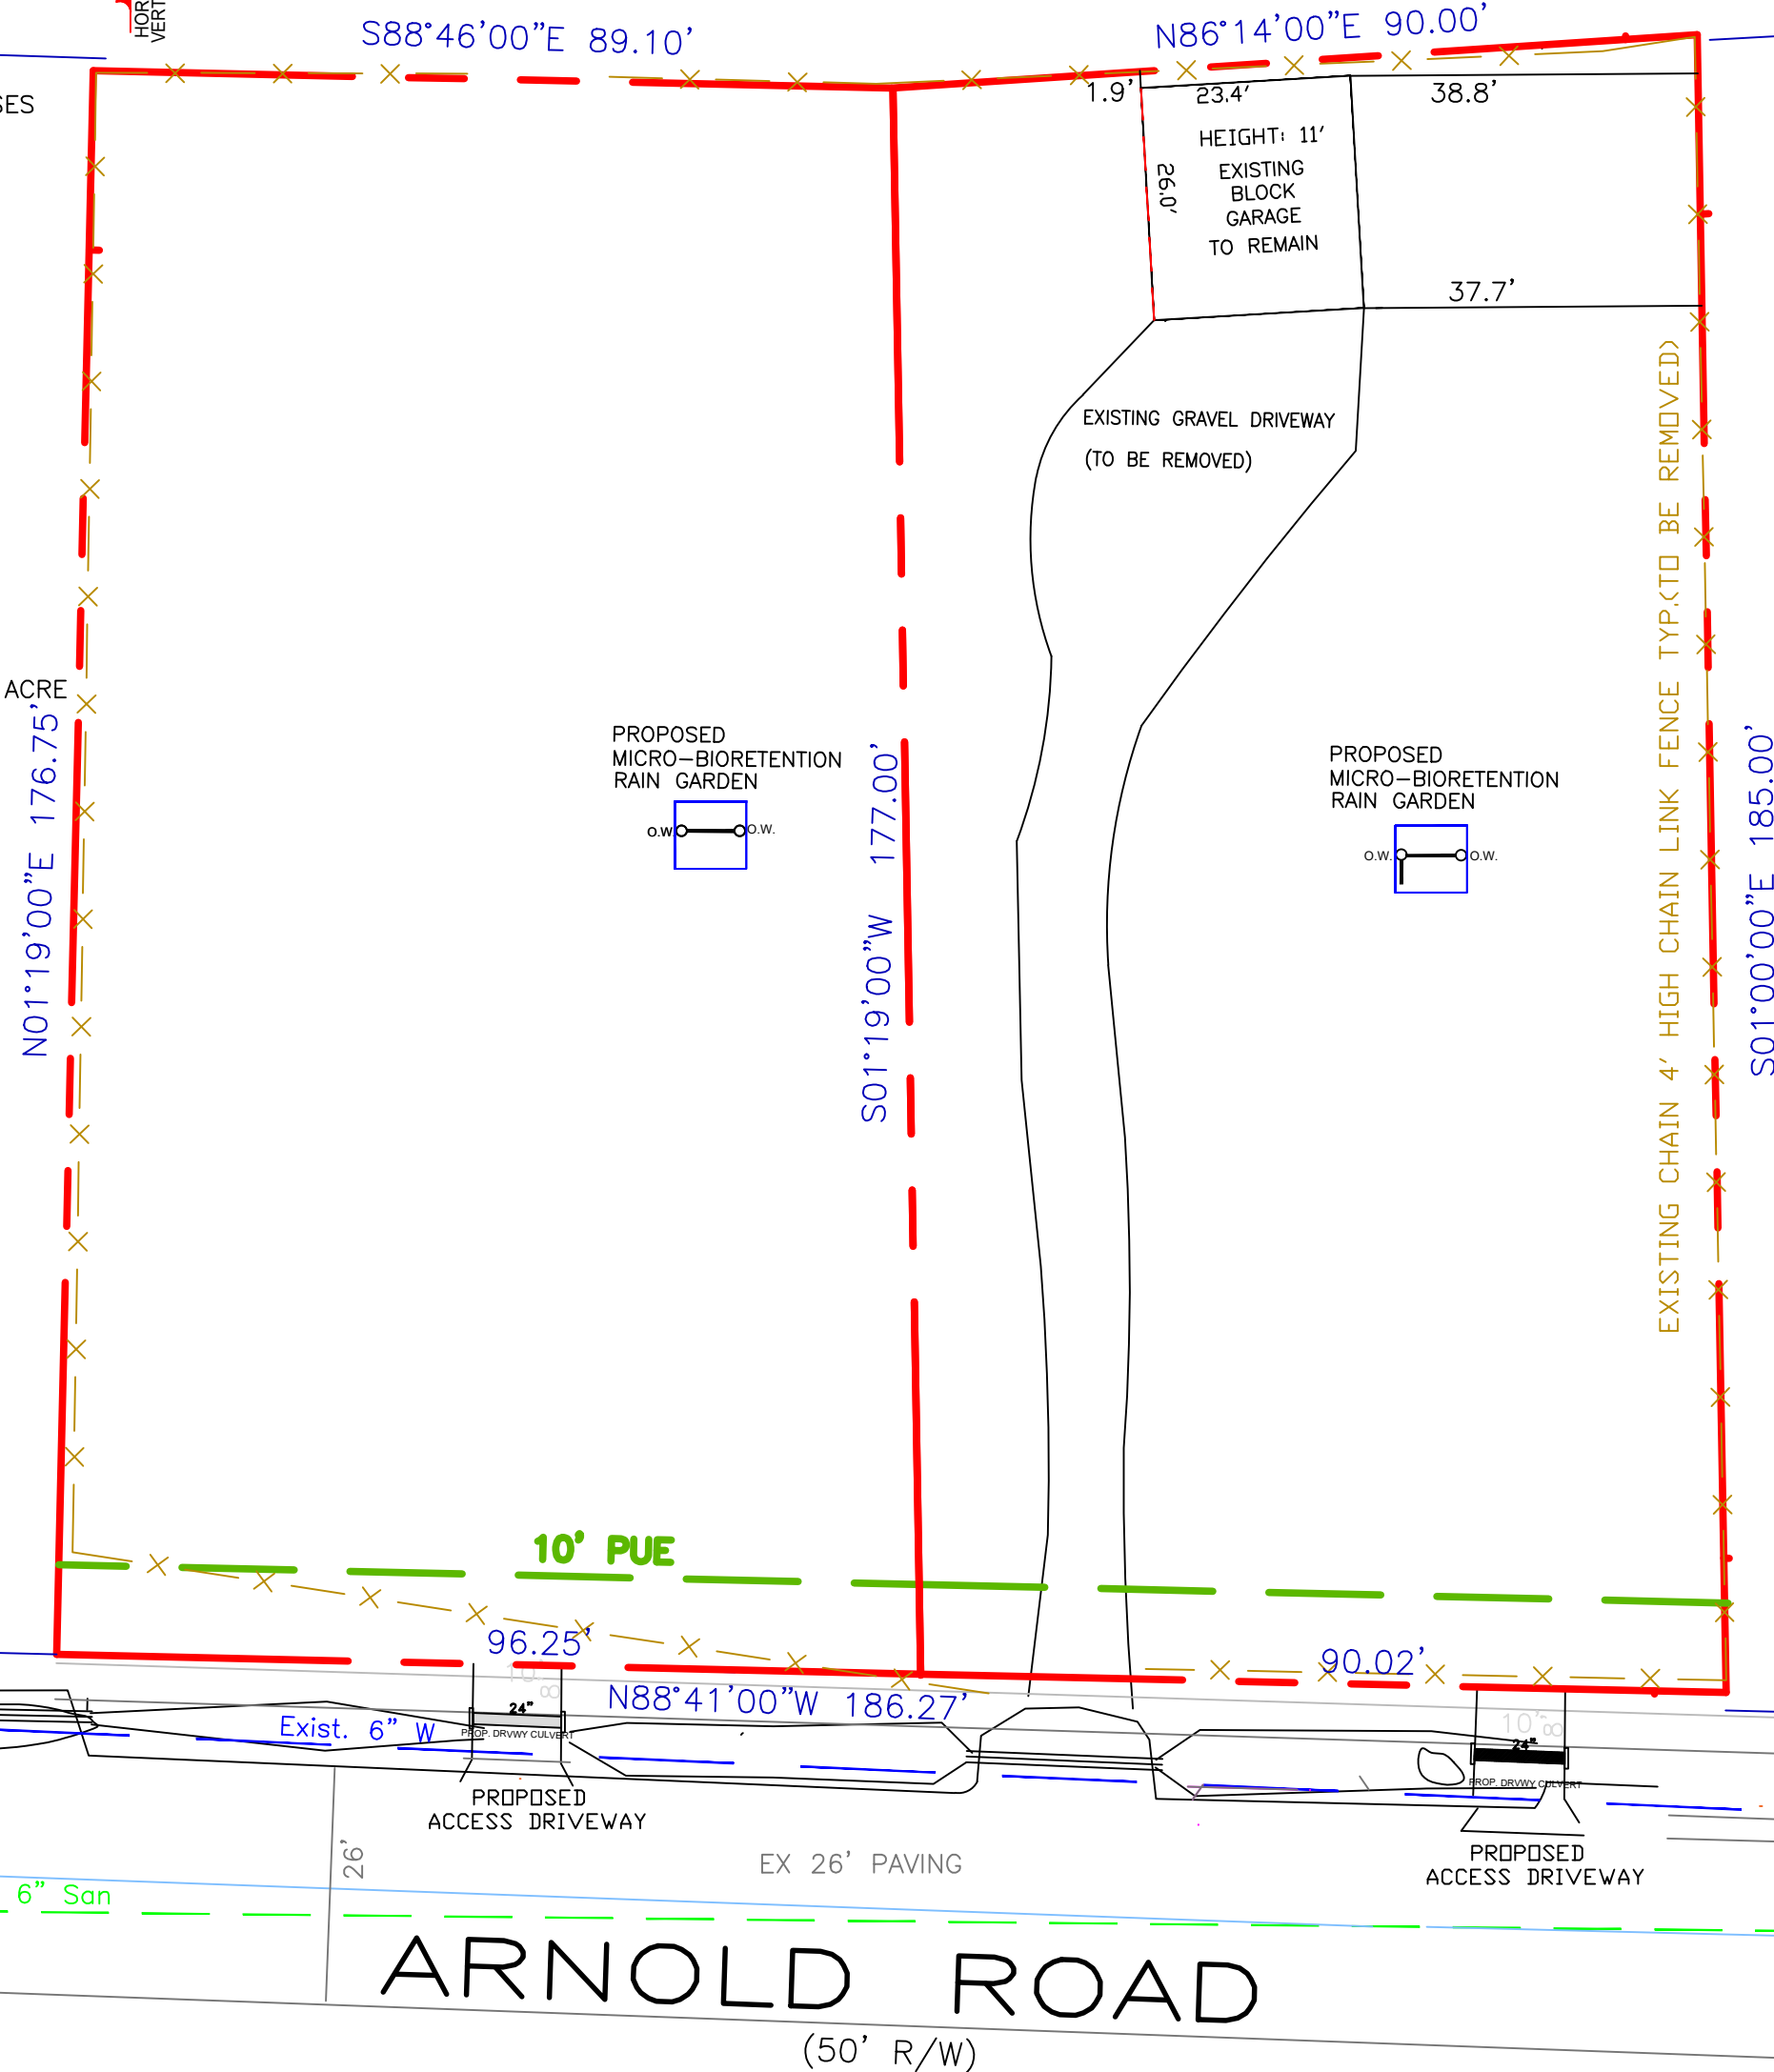 HOR
VERT
S88°46'00"E 89.10'
N86°14'00"E 90.00'
SES
1.9'
23.4'
38.8'
HEIGHT: 11'
EXISTING
BLOCK
GARAGE
TO REMAIN
26.0'
37.7'
EXISTING GRAVEL DRIVEWAY
(TO BE REMOVED)
EXISTING CHAIN 4' HIGH CHAIN LINK FENCE TYP.(TO BE REMOVED)
ACRE
N01°19'00"E 176.75'
PROPOSED
MICRO-BIORETENTION
RAIN GARDEN
O.W.
O.W.
S01°19'00"W 177.00'
PROPOSED
MICRO-BIORETENTION
RAIN GARDEN
O.W.
O.W.
S01°00'00"E 185.00'
10' PUE
96.25'
90.02'
N88°41'00"W 186.27'
10'
8
24"
PROP. DRVWY CULVERT
Exist. 6" W
10'
8
24"
PROP. DRVWY CULVERT
PROPOSED
ACCESS DRIVEWAY
PROPOSED
ACCESS DRIVEWAY
26'
EX 26' PAVING
6" San
ARNOLD ROAD
(50' R/W)